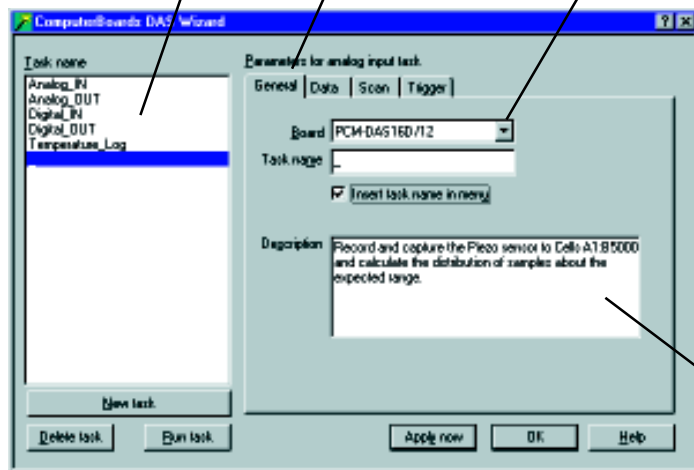 ComputerBoards DAS Wizard
Task name
Analog_IN
Analog_OUT
Digital_IN
Digital_OUT
Temperature_Log
New task
Delete task
Run task
Parameters for analog input task
General Data Scan Trigger
Board PCM-DAS16D/12
Task name _
Insert task name in menu
Description Record and capture the Piezo sensor to Cells A1:B5000
and calculate the distribution of samples about the
expected range.
Apply now OK Help